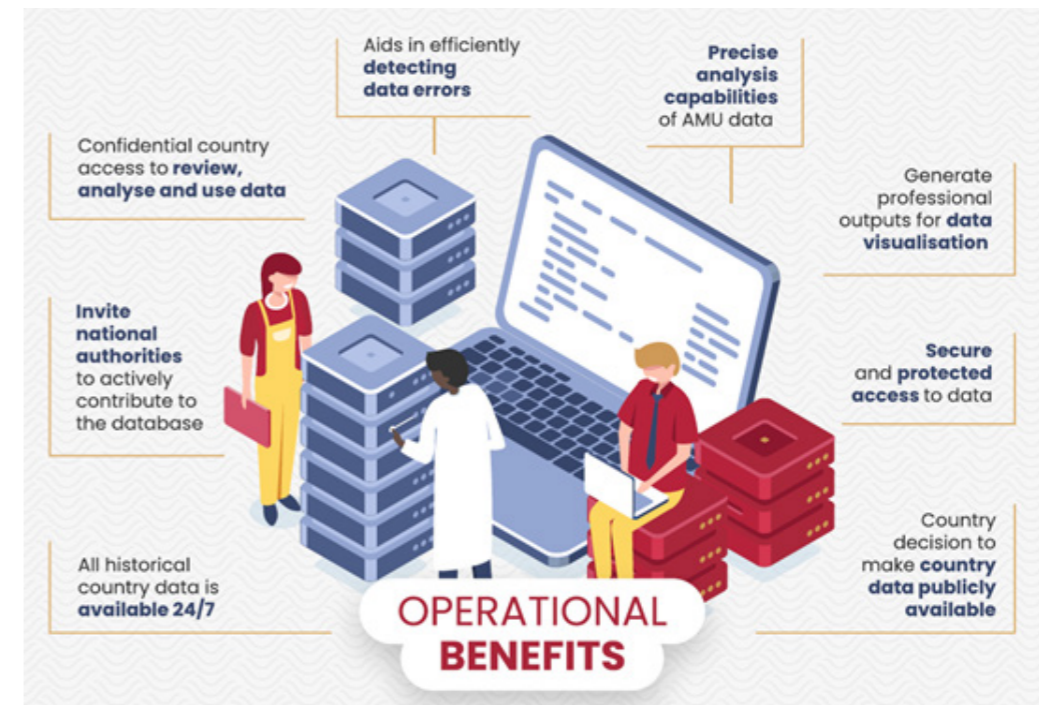 Aids in efficiently
detecting
data errors
Precise
analysis
capabilities
of AMU data
Confidential country
access to review,
analyse and use data
Generate
professional
outputs for data
visualisation
Invite
national
authorities
to actively
contribute to
the database
Secure
and protected
access to data
All historical
country data is
available 24/7
Country
decision to
make country
data publicly
available
OPERATIONAL
BENEFITS